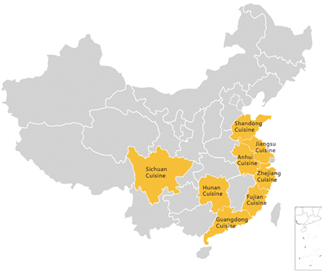 Shandong
Cuisine
Jiangsu
Cuisine
Anhui
Cuisine
Sichuan
Cuisine
Zhejiang
Cuisine
Hunan
Cuisine
Fujian
Cuisine
Guangdong
Cuisine